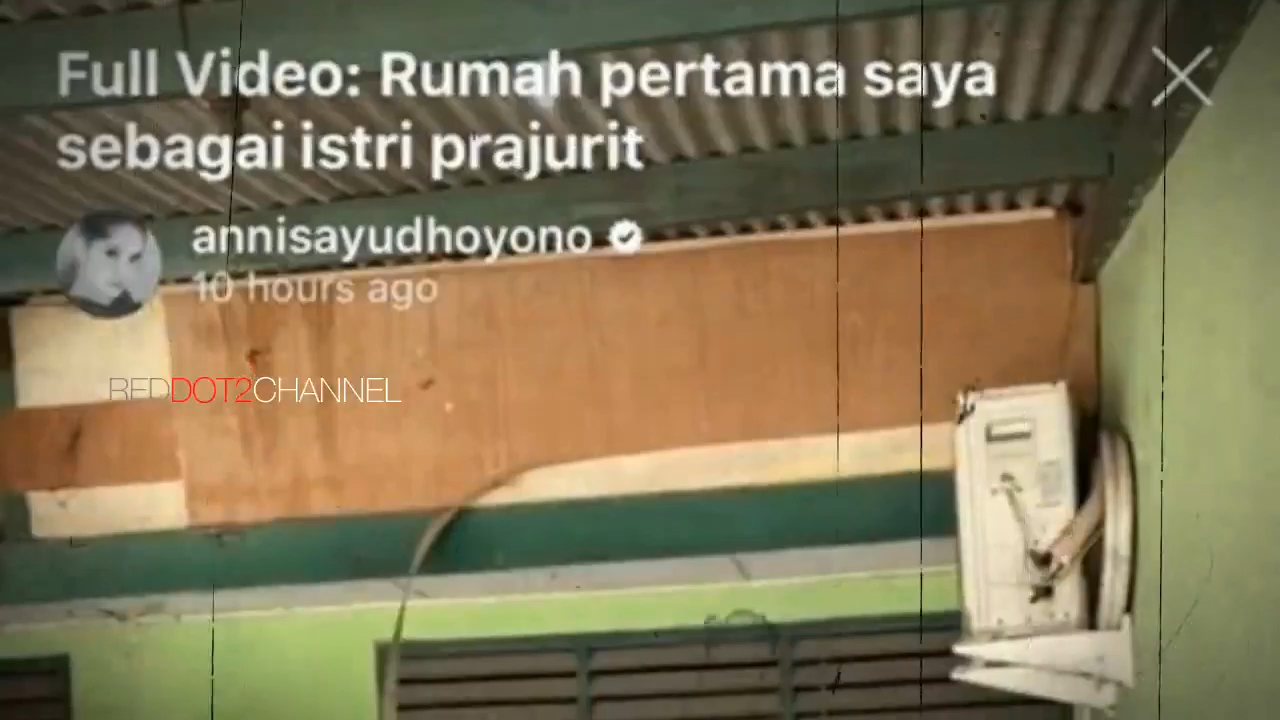 Full Video: Rumah pertama saya
sebagai istri prajurit
annisayudhoyono
10 hours ago
REDDOT2CHANNEL